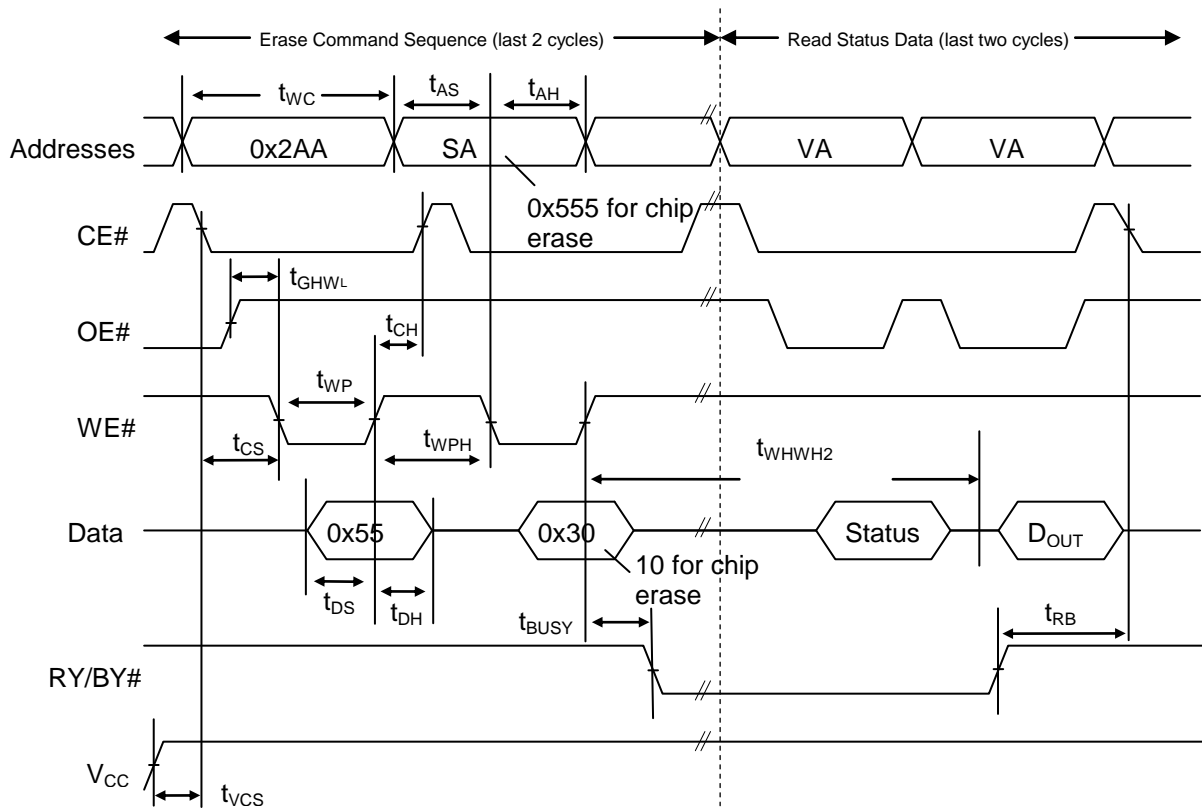 Erase Command Sequence (last 2 cycles) Read Status Data (last two cycles)
tWC tAS tAH
Addresses 0x2AA SA VA VA
0x555 for chip
erase
CE#
tGHWL
OE#
tCH
tWP
WE#
tCS tWPH tWHWH2
Data 0x55 0x30 Status DOUT
10 for chip
erase
tDS tDH tBUSY tRB
RY/BY#
VCC
tVCS